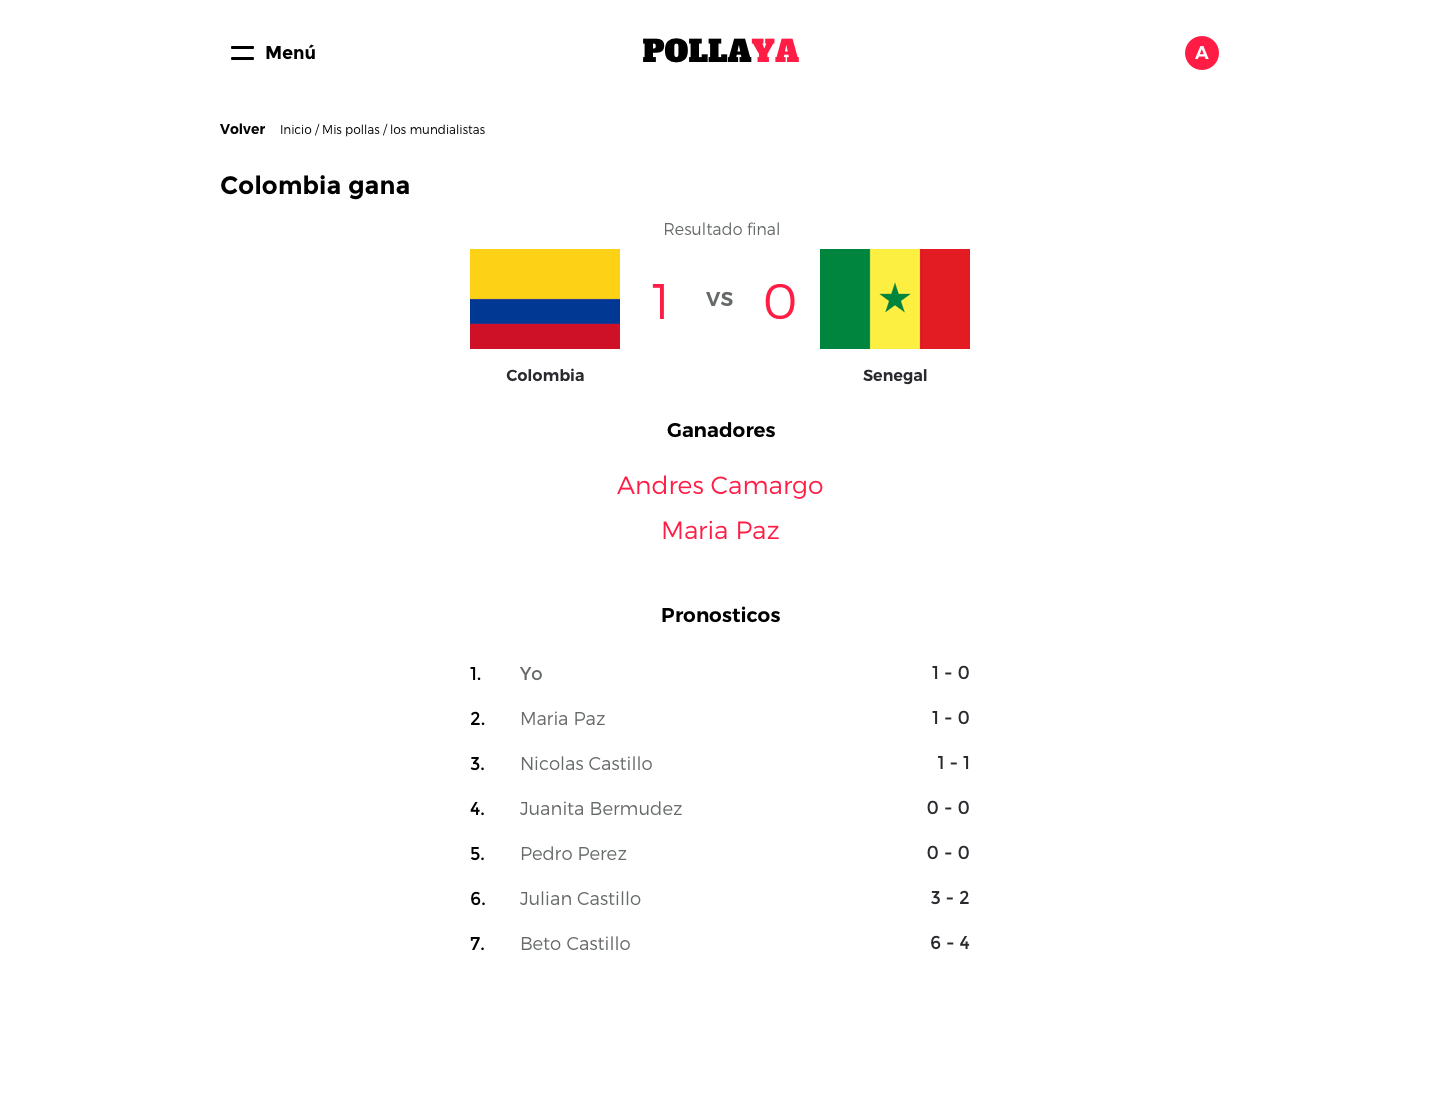 Menú
POLLAYA
A
Volver Inicio / Mis pollas / los mundialistas
Colombia gana
Resultado final
1 vs 0
Colombia Senegal
Ganadores
Andres Camargo
Maria Paz
Pronosticos
1. Yo 1 - 0
2. Maria Paz 1 - 0
3. Nicolas Castillo 1 - 1
4. Juanita Bermudez 0 - 0
5. Pedro Perez 0 - 0
6. Julian Castillo 3 - 2
7. Beto Castillo 6 - 4